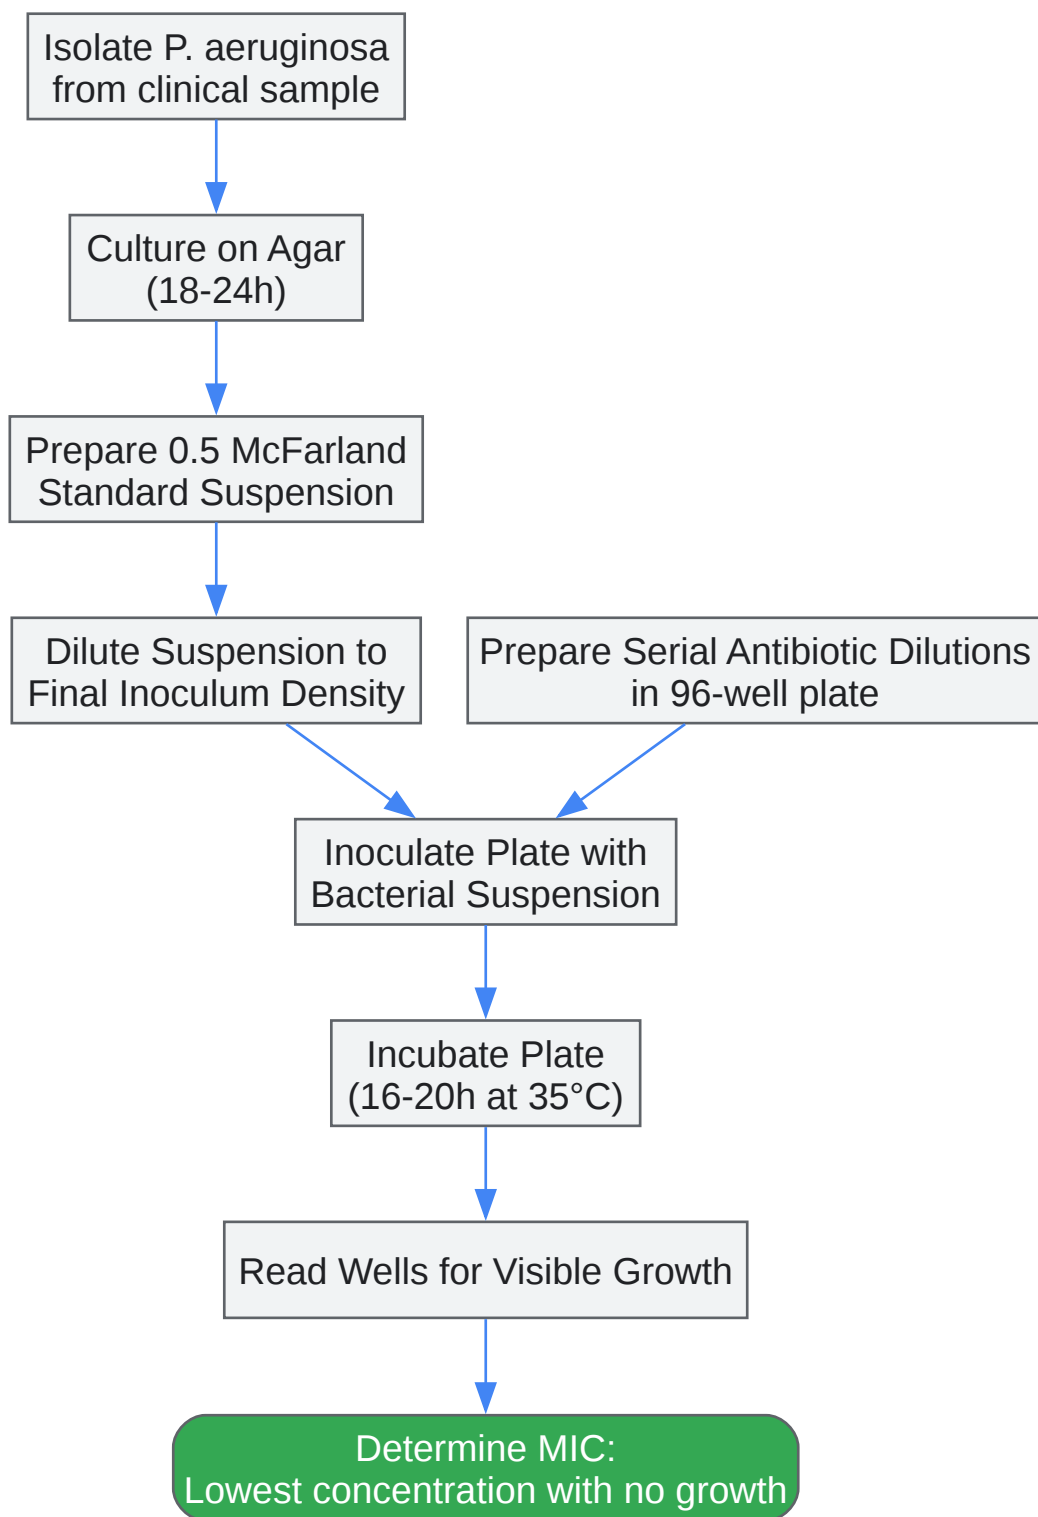 Isolate P. aeruginosa
from clinical sample
Culture on Agar
(18-24h)
Prepare 0.5 McFarland
Standard Suspension
Dilute Suspension to
Final Inoculum Density
Prepare Serial Antibiotic Dilutions
in 96-well plate
Inoculate Plate with
Bacterial Suspension
Incubate Plate
(16-20h at 35°C)
Read Wells for Visible Growth
Determine MIC:
Lowest concentration with no growth